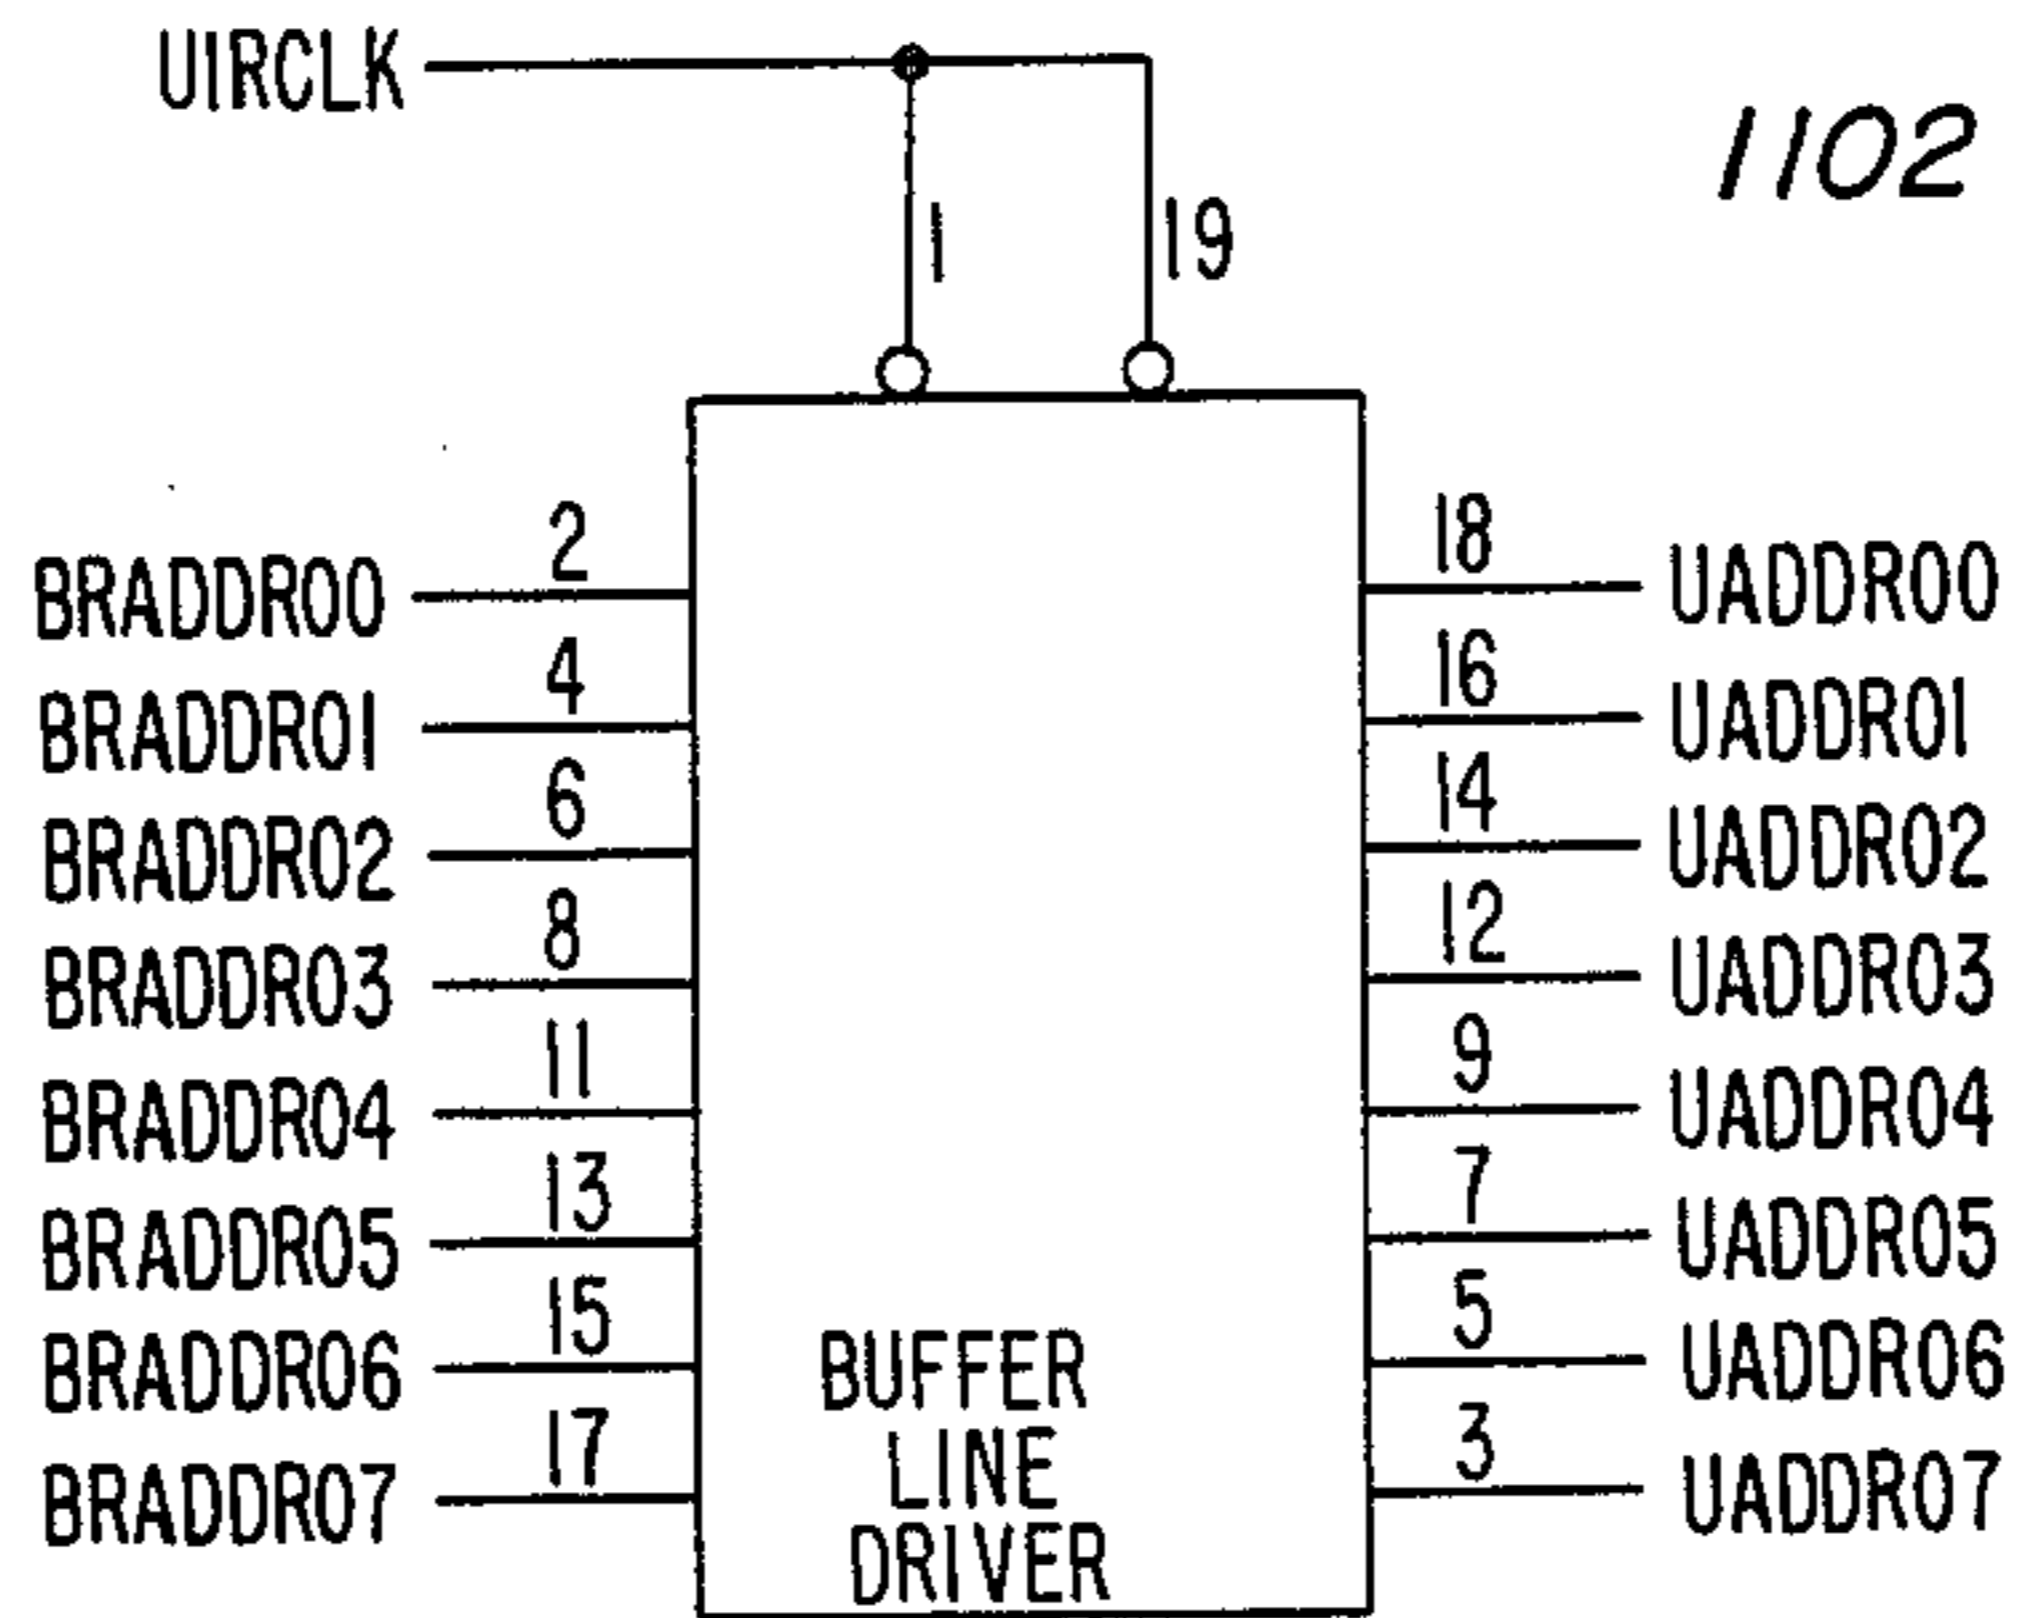 UIRCLK
1102
1 19
2 18
BRADDR00 UADDR00
4 16
BRADDR01 UADDR01
6 14
BRADDR02 UADDR02
8 12
BRADDR03 UADDR03
11 9
BRADDR04 UADDR04
13 7
BRADDR05 UADDR05
15 5
BRADDR06 UADDR06
17 3
BRADDR07 UADDR07
BUFFER
LINE
DRIVER